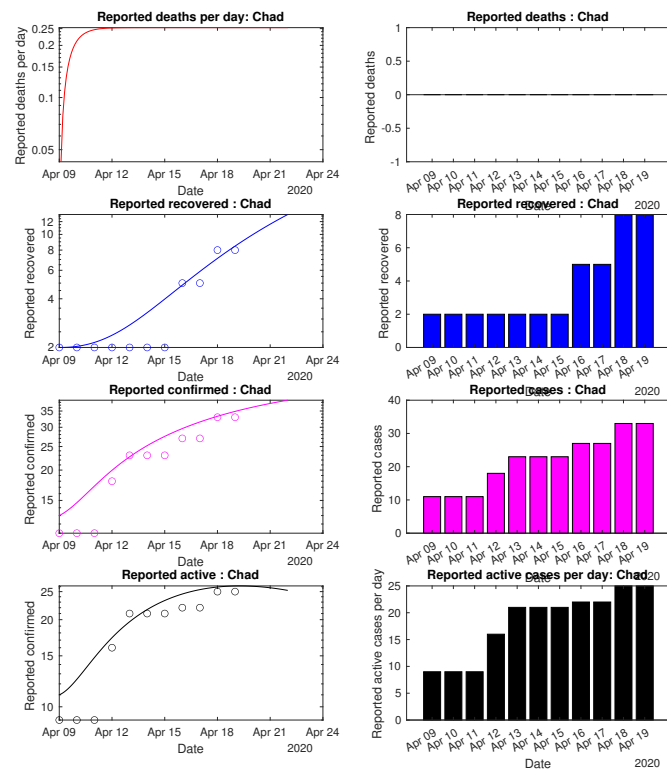 Reported deaths per day: Chad
Reported deaths per day
0.25
0.2
0.15
0.1
0.05
Apr 09 Apr 12 Apr 15 Apr 18 Apr 21 Apr 24
Date
2020
Reported deaths : Chad
Reported deaths
1
0.5
0
-0.5
-1
Apr 09 Apr 10 Apr 11 Apr 12 Apr 13 Apr 14 Apr 15 Apr 16 Apr 17 Apr 18 Apr 19
Date
2020
Reported recovered : Chad
Reported recovered
12
8
6
4
2
Apr 09 Apr 12 Apr 15 Apr 18 Apr 21 Apr 24
Date
2020
Reported recovered : Chad
Reported recovered
8
6
4
2
0
Apr 09 Apr 10 Apr 11 Apr 12 Apr 13 Apr 14 Apr 15 Apr 16 Apr 17 Apr 18 Apr 19
Date
2020
Reported confirmed : Chad
Reported confirmed
35
30
25
20
15
Apr 09 Apr 12 Apr 15 Apr 18 Apr 21 Apr 24
Date
2020
Reported cases : Chad
Reported cases
40
30
20
10
0
Apr 09 Apr 10 Apr 11 Apr 12 Apr 13 Apr 14 Apr 15 Apr 16 Apr 17 Apr 18 Apr 19
Date
2020
Reported active : Chad
Reported confirmed
25
20
15
10
Apr 09 Apr 12 Apr 15 Apr 18 Apr 21 Apr 24
Date
2020
Reported active cases per day: Chad
Reported active cases per day
25
20
15
10
5
0
Apr 09 Apr 10 Apr 11 Apr 12 Apr 13 Apr 14 Apr 15 Apr 16 Apr 17 Apr 18 Apr 19
Date
2020